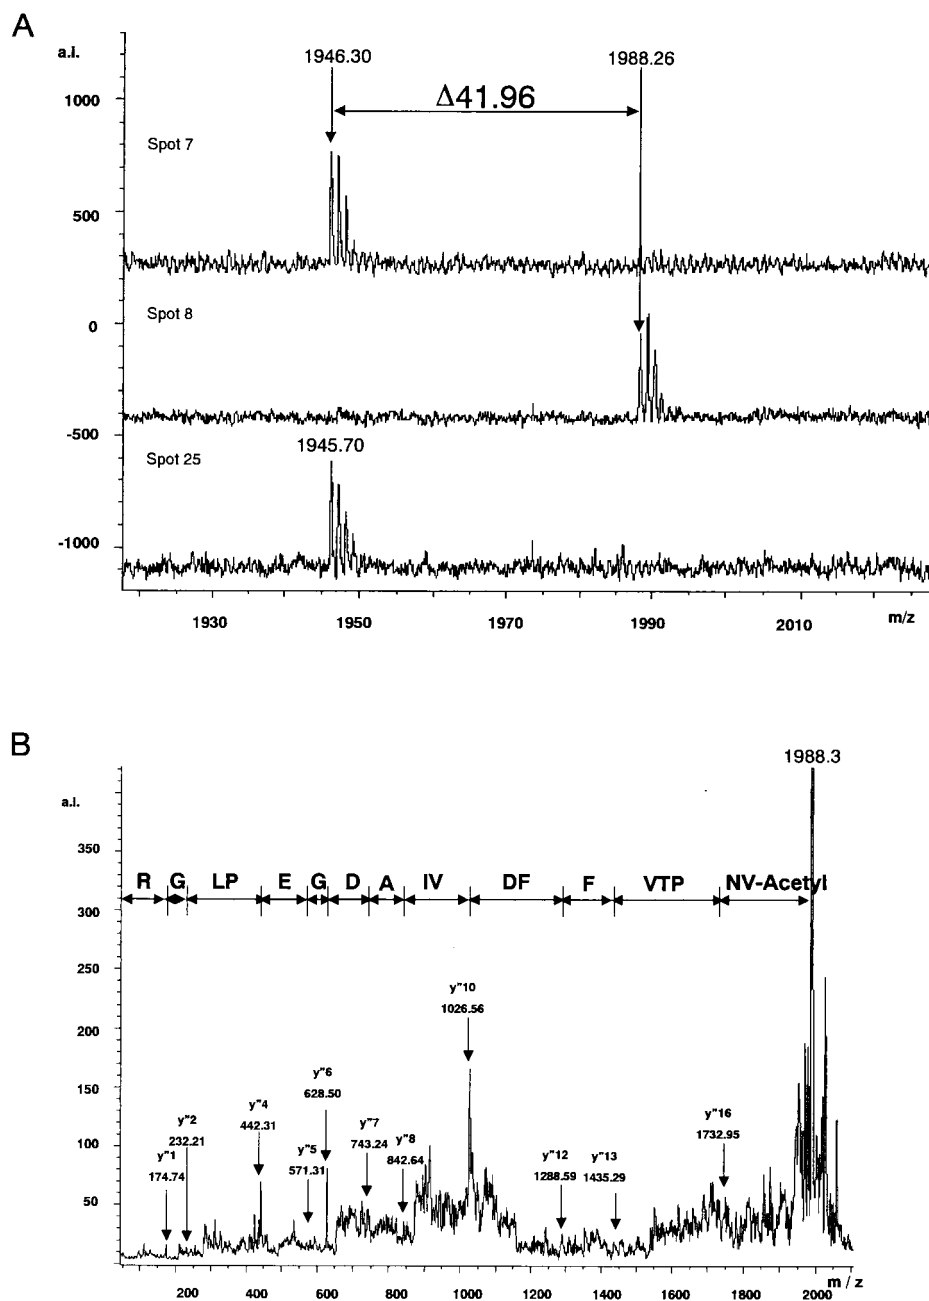 A
a.i.
1946.30 1988.26
Δ41.96
1000
Spot 7
500
0
Spot 8
-500
1945.70
Spot 25
-1000
1930 1950 1970 1990 2010 m/z
B
1988.3
a.i.
350
R G LP E G D A IV DF F VTP NV-Acetyl
300
250
y"10
1026.56
200
150
y"6
628.50
y"4
442.31
y"2
232.21
y"7
743.24
y"16
1732.95
100
y"1
174.74
y"5
571.31
y"8
842.64
y"12
1288.59
y"13
1435.29
50
200 400 600 800 1000 1200 1400 1600 1800 2000 m / z